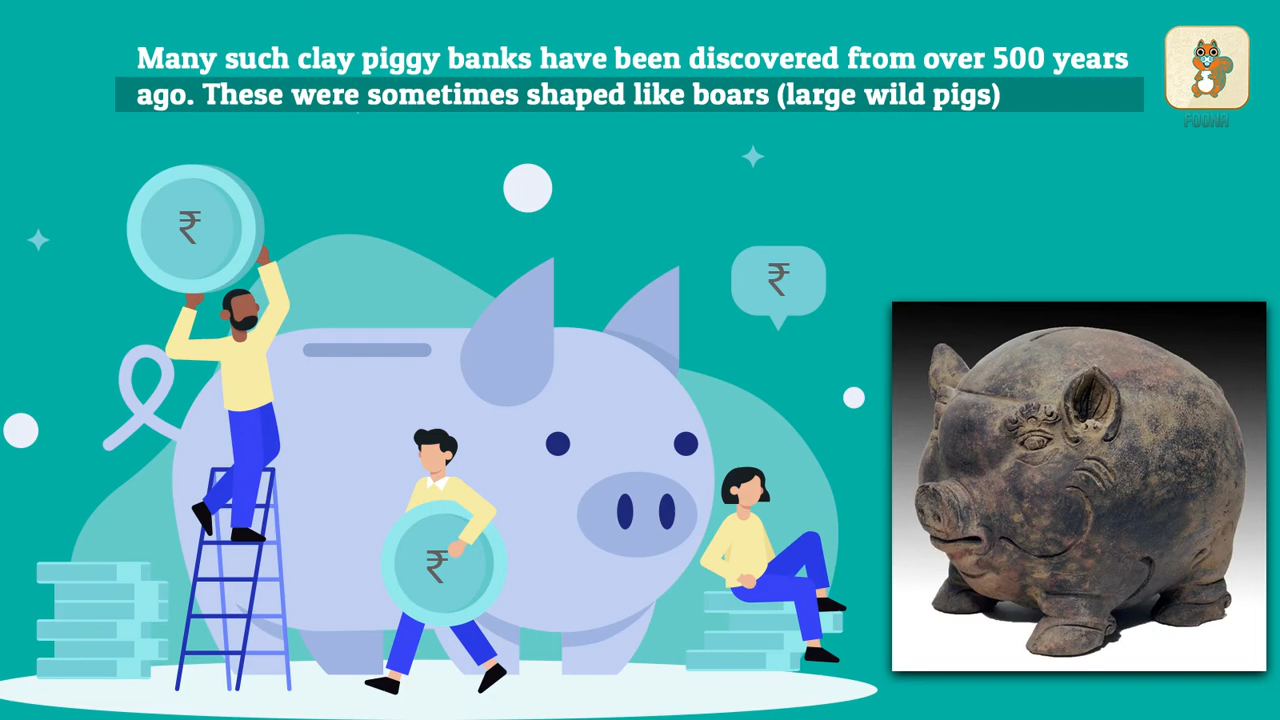 Many such clay piggy banks have been discovered from over 500 years
ago. These were sometimes shaped like boars (large wild pigs)
FOONA
₹
₹
₹